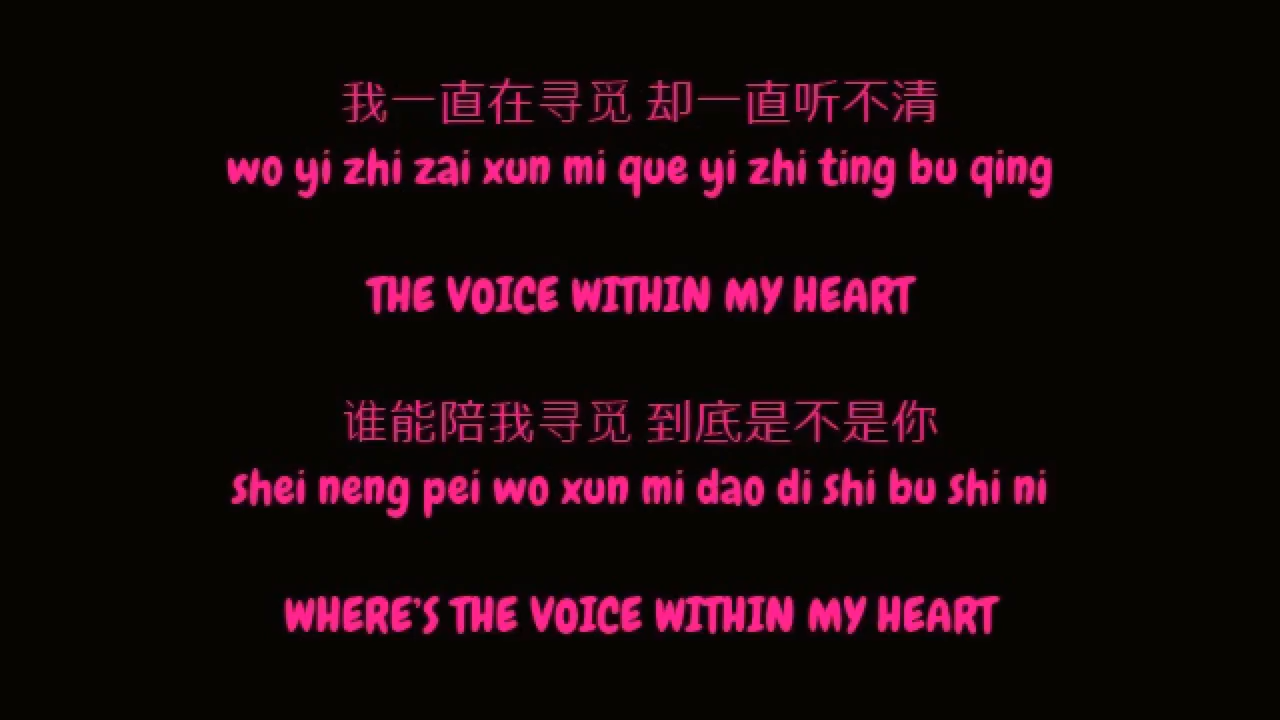 我一直在寻觅 却一直听不清
wo yi zhi zai xun mi que yi zhi ting bu qing
THE VOICE WITHIN MY HEART
谁能陪我寻觅 到底是不是你
shei neng pei wo xun mi dao di shi bu shi ni
WHERE'S THE VOICE WITHIN MY HEART